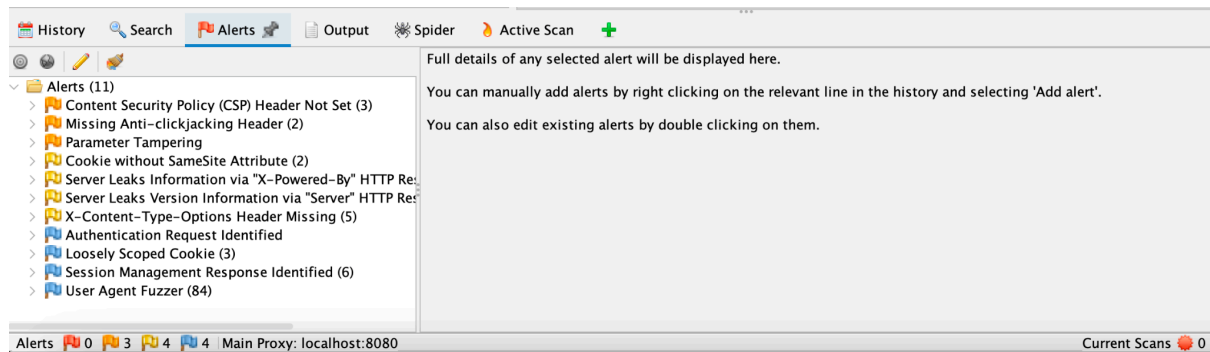 History Search Alerts Output Spider Active Scan
Full details of any selected alert will be displayed here.
You can manually add alerts by right clicking on the relevant line in the history and selecting 'Add alert'.
You can also edit existing alerts by double clicking on them.
Alerts (11)
Content Security Policy (CSP) Header Not Set (3)
Missing Anti-clickjacking Header (2)
Parameter Tampering
Cookie without SameSite Attribute (2)
Server Leaks Information via "X-Powered-By" HTTP Res
Server Leaks Version Information via "Server" HTTP Res
X-Content-Type-Options Header Missing (5)
Authentication Request Identified
Loosely Scoped Cookie (3)
Session Management Response Identified (6)
User Agent Fuzzer (84)
Alerts 0 3 4 4 Main Proxy: localhost:8080 Current Scans 0